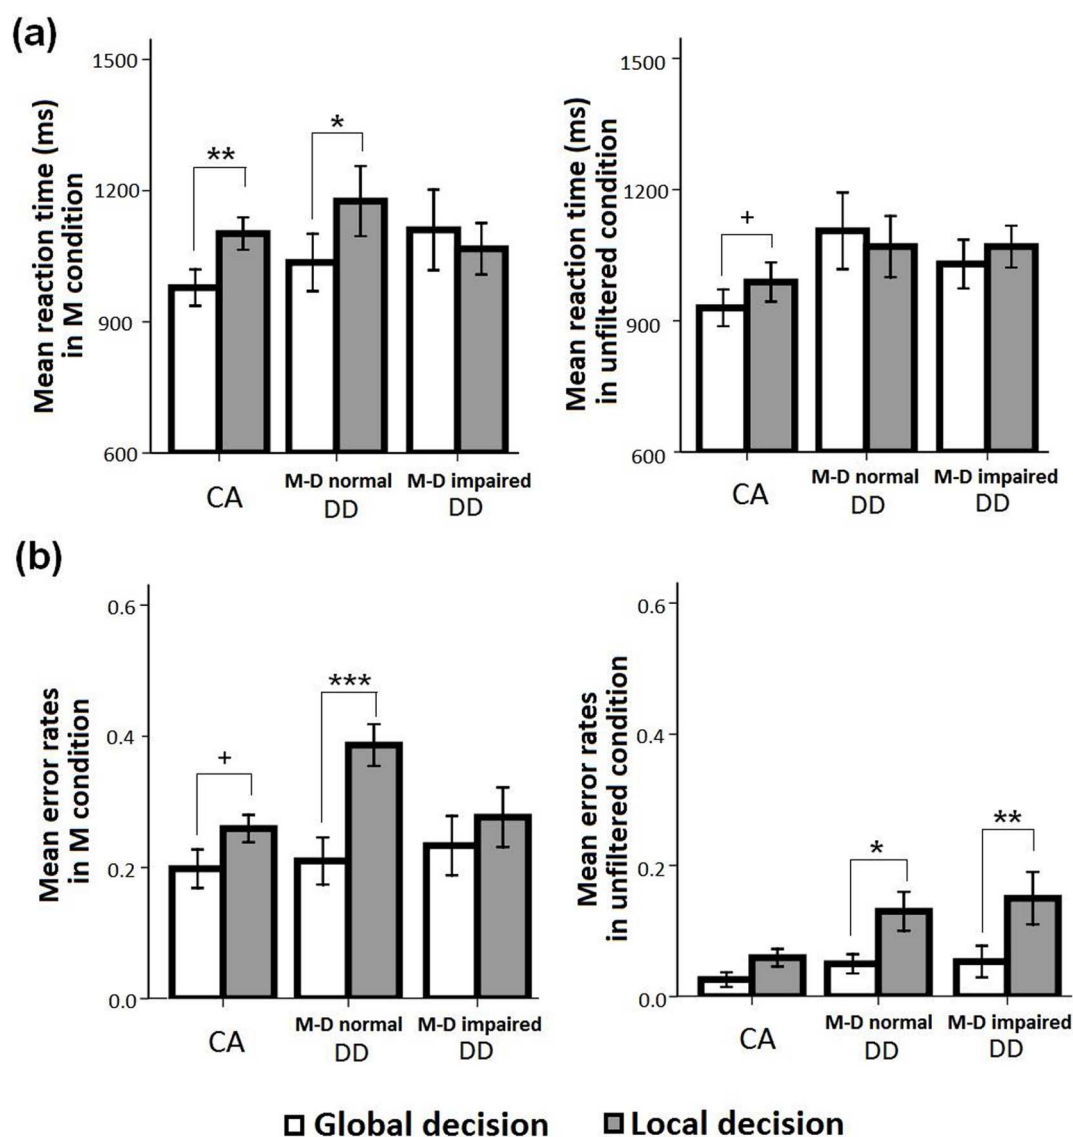 (a)
Mean reaction time (ms)
in M condition
1500
1200
900
600
**
*
CA
M-D normal
DD
M-D impaired
DD
Mean reaction time (ms)
in unfiltered condition
1500
1200
900
600
+
CA
M-D normal
DD
M-D impaired
DD
(b)
Mean error rates
in M condition
0.6
0.4
0.2
0.0
+
***
CA
M-D normal
DD
M-D impaired
DD
Mean error rates
in unfiltered condition
0.6
0.4
0.2
0.0
*
**
CA
M-D normal
DD
M-D impaired
DD
Global decision
Local decision